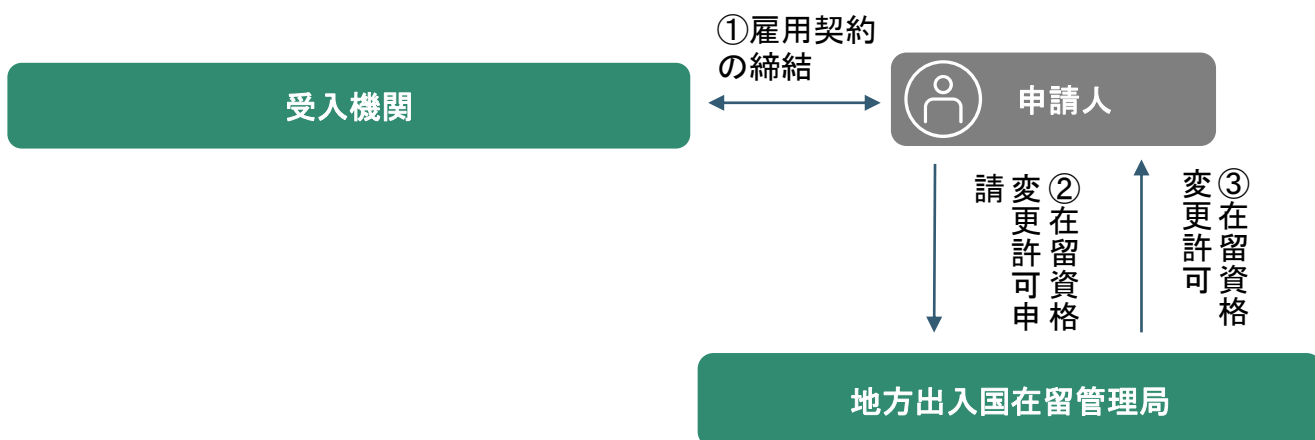 ①雇用契約
の締結
受入機関
申請人
②在留資格
変更許可申
請
③在留資格
変更許可
地方出入国在留管理局